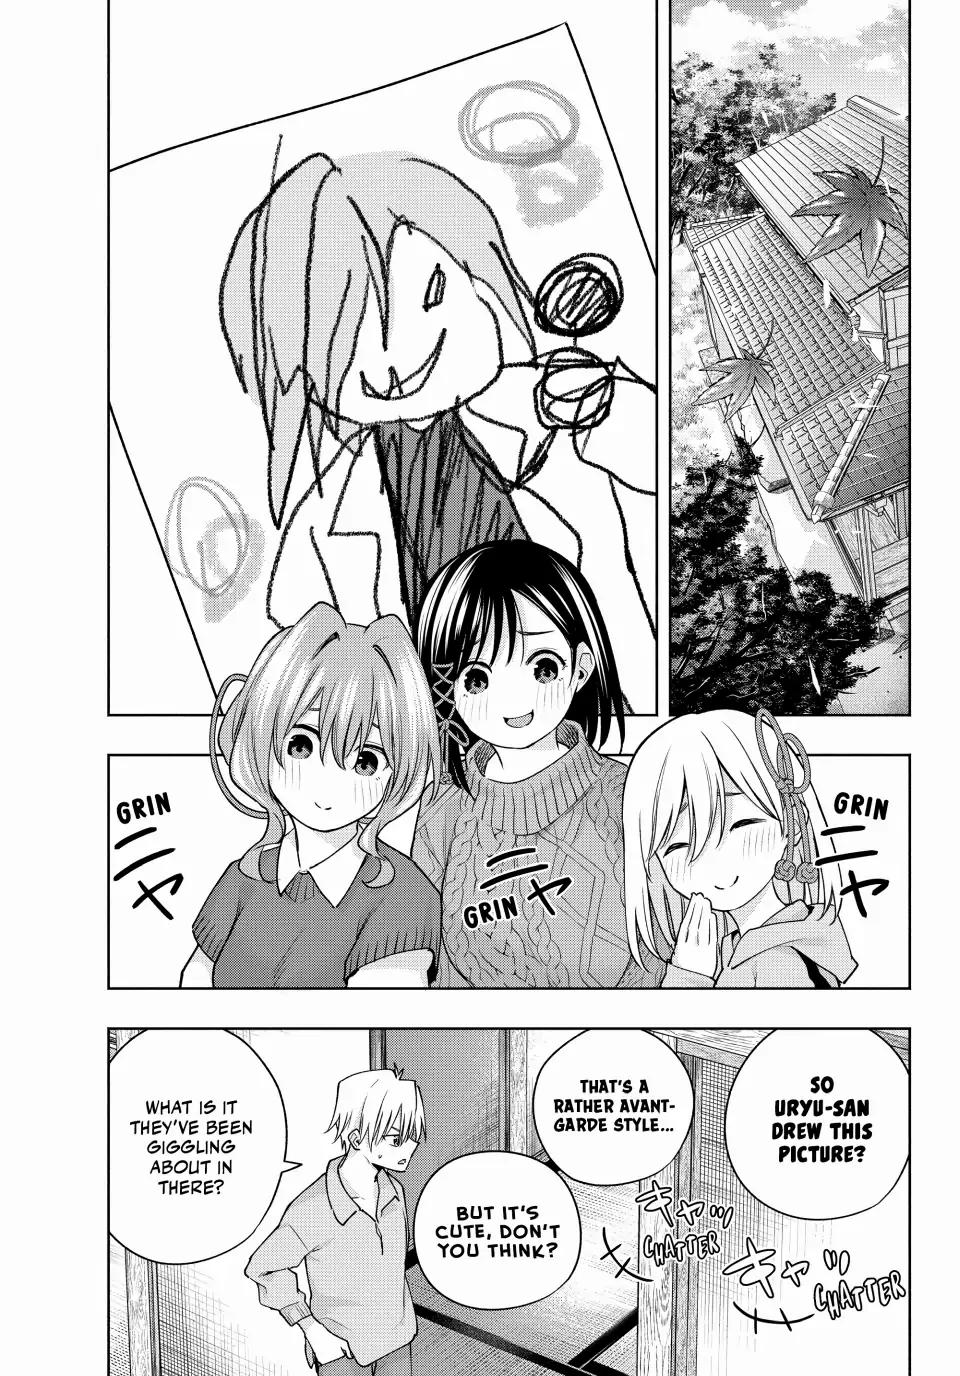 GRIN
ニヤ
GRIN
ニヤ
GRIN
ニヤ
SO
URYU-SAN
DREW THIS
PICTURE?
THAT'S A
RATHER AVANT-
GARDE STYLE...
BUT IT'S
CUTE, DON'T
YOU THINK?
WHAT IS IT
THEY'VE BEEN
GIGGLING
ABOUT IN
THERE?
キャッ
CHATTER
キャッ
CHATTER